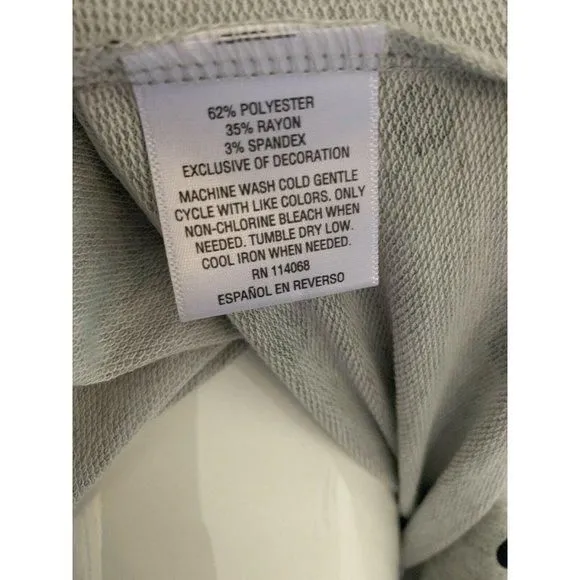 62% POLYESTER
35% RAYON
3% SPANDEX
EXCLUSIVE OF DECORATION
MACHINE WASH COLD GENTLE
CYCLE WITH LIKE COLORS. ONLY
NON-CHLORINE BLEACH WHEN
NEEDED. TUMBLE DRY LOW.
COOL IRON WHEN NEEDED.
RN 114068
ESPAÑOL EN REVERSO